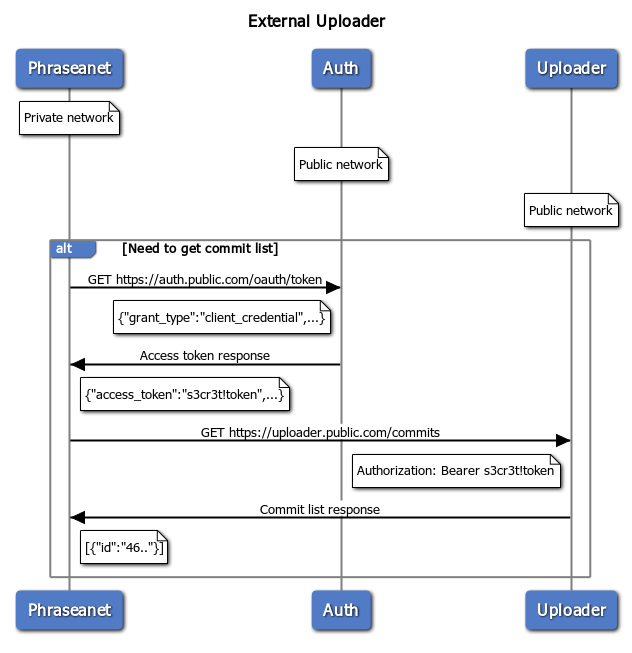 External Uploader
Phraseanet
Auth
Uploader
Private network
Public network
Public network
alt
[Need to get commit list]
GET https://auth.public.com/oauth/token
{"grant_type":"client_credential",...}
Access token response
{"access_token":"s3cr3t!token",...}
GET https://uploader.public.com/commits
Authorization: Bearer s3cr3t!token
Commit list response
[{"id":"46.."}]
Phraseanet
Auth
Uploader